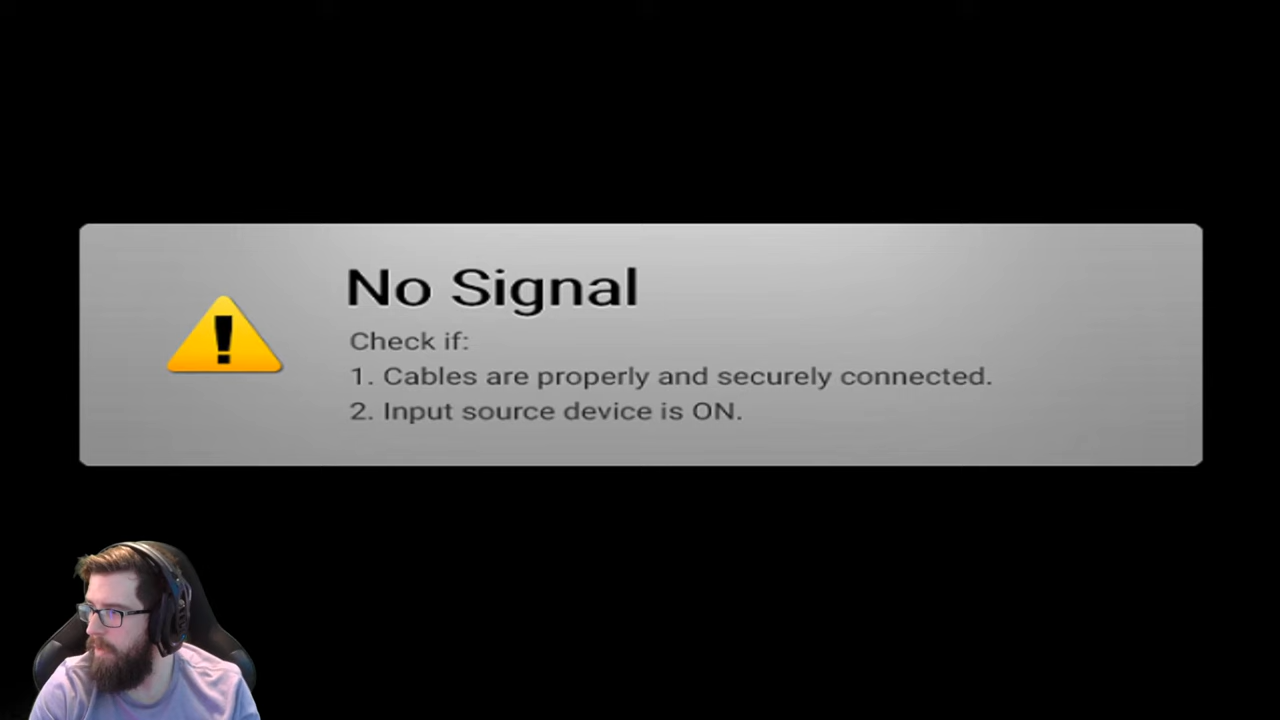 No Signal
Check if:
1. Cables are properly and securely connected.
2. Input source device is ON.